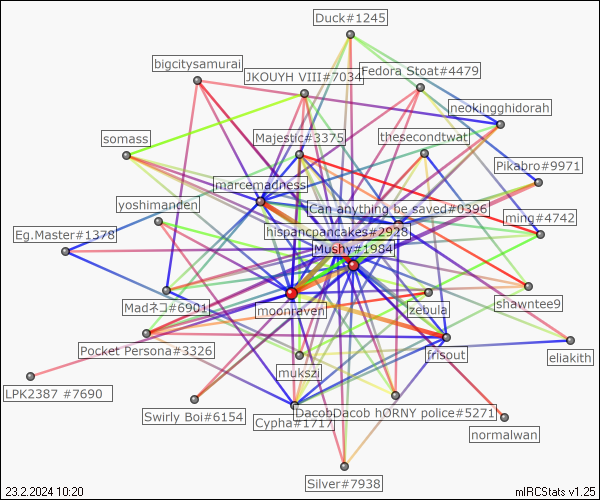 Duck#1245
bigcitysamurai
JKOUYH VIII#7034
Fedora Stoat#4479
neokingghidorah
somass
Majestic#3375
thesecondtwat
Pikabro#9971
marcemadness
yoshimanden
Can anything be saved#0396
ming#4742
Eg.Master#1378
hispancpancakes#2928
Mushy#1984
Madネコ#6901
moonraven
zebula
shawntee9
Pocket Persona#3326
frisout
eliakith
mukszi
LPK2387 #7690
Swirly Boi#6154
Cypha#1717
DacobDacob hORNY police#5271
normalwan
Silver#7938
23.2.2024 10:20
mIRCStats v1.25